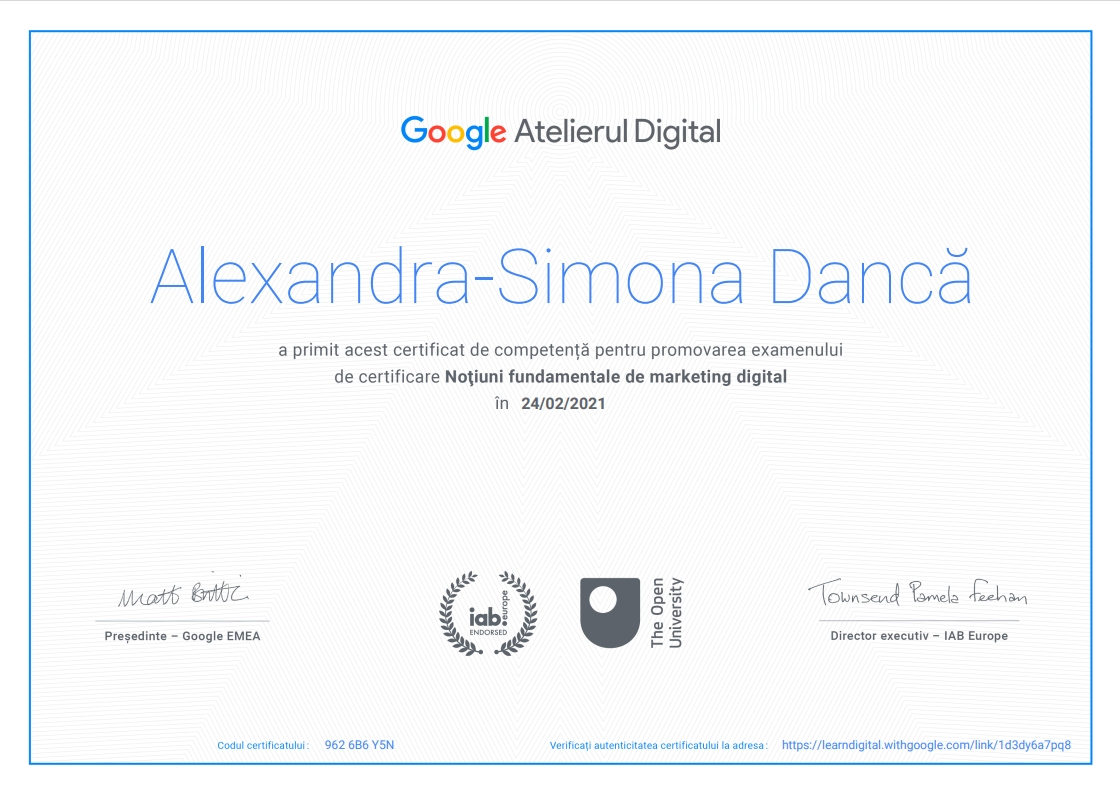 Google Atelierul Digital
Alexandra-Simona Dancă
a primit acest certificat de competență pentru promovarea examenului
de certificare Noţiuni fundamentale de marketing digital
în 24/02/2021
Matt Brittin
Townsend Pamela Feehan
iab.europe
ENDORSED
The Open
University
Președinte – Google EMEA
Director executiv – IAB Europe
Codul certificatului : 962 6B6 Y5N
Verificați autenticitatea certificatului la adresa : https://learndigital.withgoogle.com/link/1d3dy6a7pq8